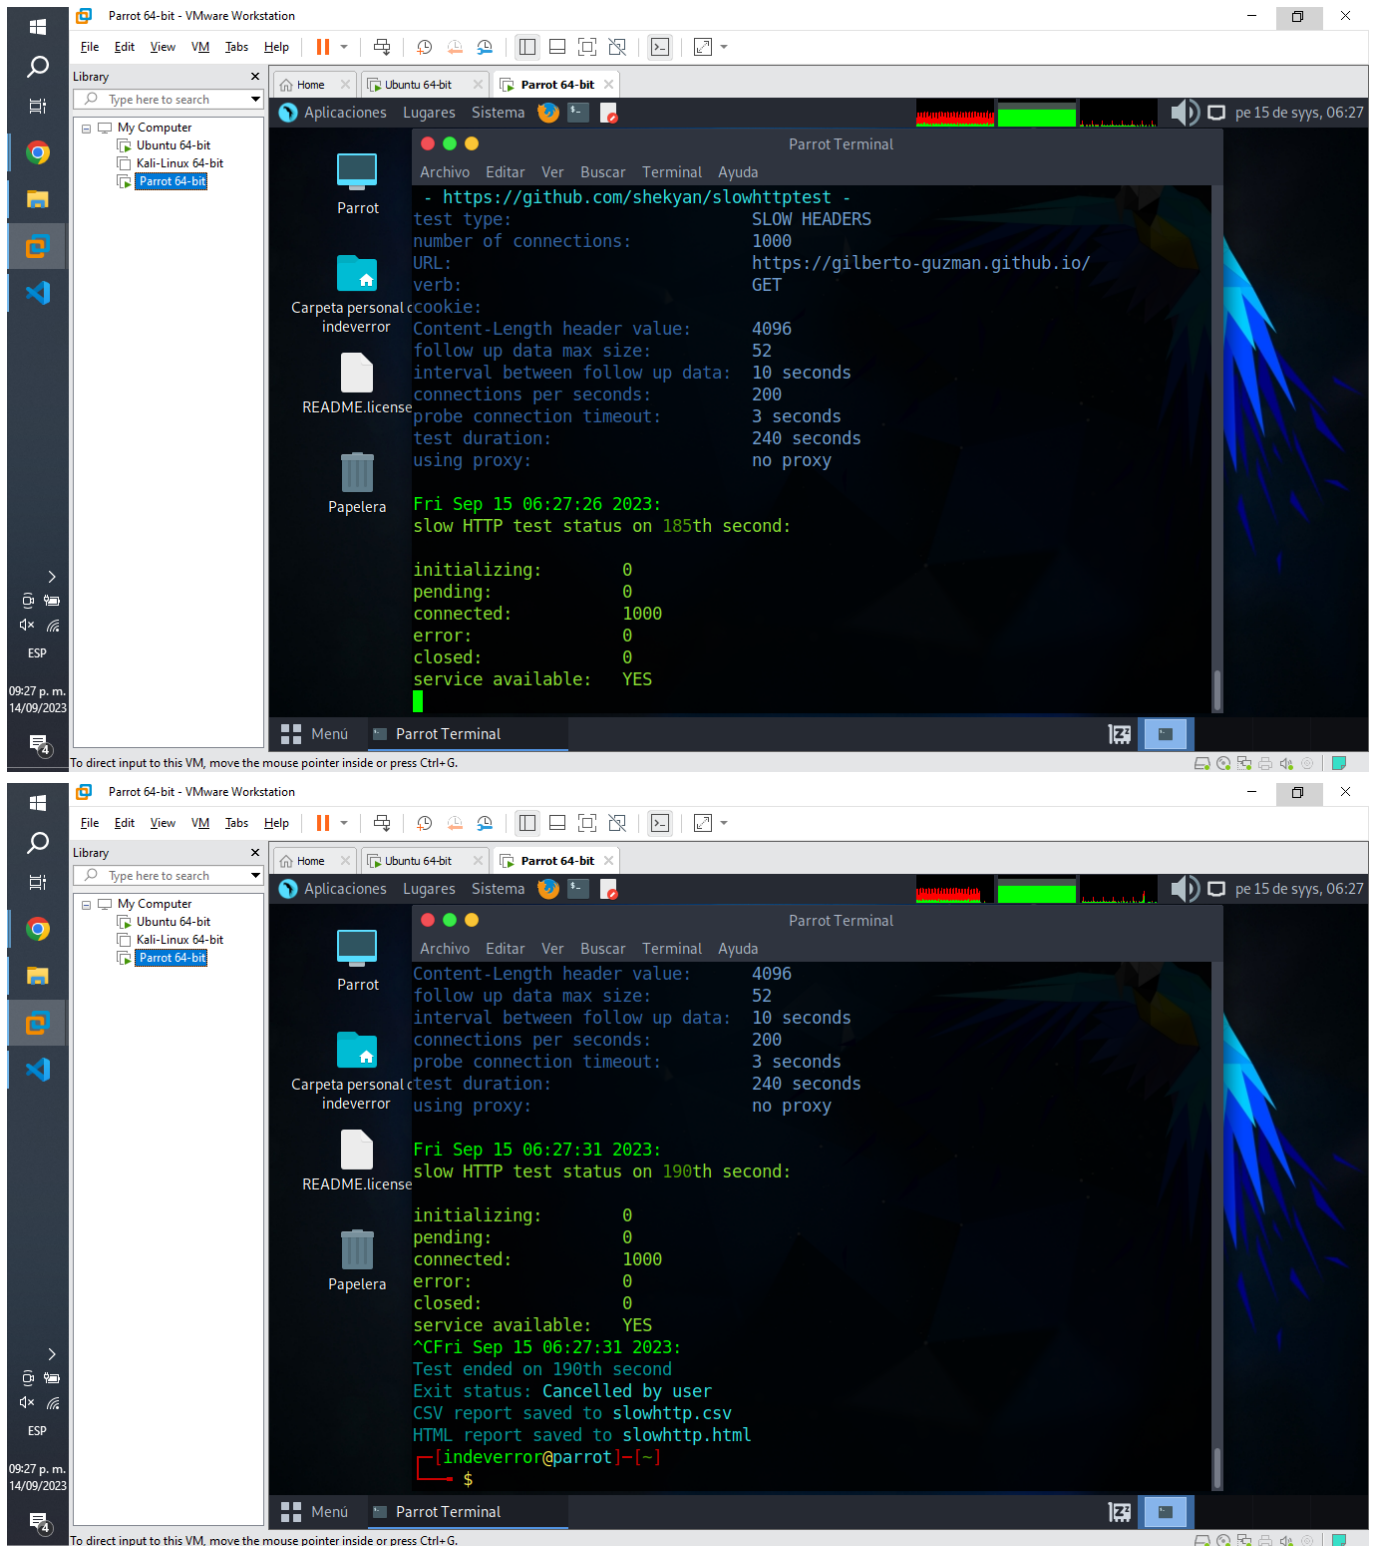 Parrot 64-bit - VMware Workstation
File Edit View VM Tabs Help
Library
Type here to search
Home
Ubuntu 64-bit
Parrot 64-bit
My Computer
Ubuntu 64-bit
Kali-Linux 64-bit
Parrot 64-bit
Aplicaciones Lugares Sistema
pe 15 de syys, 06:27
Parrot Terminal
Archivo Editar Ver Buscar Terminal Ayuda
Parrot
Carpeta personal d
indeverror
README.license
Papelera
- https://github.com/shekyan/slowhttptest -
test type: SLOW HEADERS
number of connections: 1000
URL: https://gilberto-guzman.github.io/
verb: GET
cookie:
Content-Length header value: 4096
follow up data max size: 52
interval between follow up data: 10 seconds
connections per seconds: 200
probe connection timeout: 3 seconds
test duration: 240 seconds
using proxy: no proxy
Fri Sep 15 06:27:26 2023:
slow HTTP test status on 185th second:
initializing: 0
pending: 0
connected: 1000
error: 0
closed: 0
service available: YES
ESP
09:27 p. m.
14/09/2023
4
Menú
Parrot Terminal
To direct input to this VM, move the mouse pointer inside or press Ctrl+G.
Parrot 64-bit - VMware Workstation
File Edit View VM Tabs Help
Library
Type here to search
Home
Ubuntu 64-bit
Parrot 64-bit
My Computer
Ubuntu 64-bit
Kali-Linux 64-bit
Parrot 64-bit
Aplicaciones Lugares Sistema
pe 15 de syys, 06:27
Parrot Terminal
Archivo Editar Ver Buscar Terminal Ayuda
Parrot
Carpeta personal d
indeverror
README.license
Papelera
Content-Length header value: 4096
follow up data max size: 52
interval between follow up data: 10 seconds
connections per seconds: 200
probe connection timeout: 3 seconds
test duration: 240 seconds
using proxy: no proxy
Fri Sep 15 06:27:31 2023:
slow HTTP test status on 190th second:
initializing: 0
pending: 0
connected: 1000
error: 0
closed: 0
service available: YES
^CFri Sep 15 06:27:31 2023:
Test ended on 190th second
Exit status: Cancelled by user
CSV report saved to slowhttp.csv
HTML report saved to slowhttp.html
[indeverror@parrot]-[~]
$
ESP
09:27 p. m.
14/09/2023
4
Menú
Parrot Terminal
To direct input to this VM, move the mouse pointer inside or press Ctrl+G.